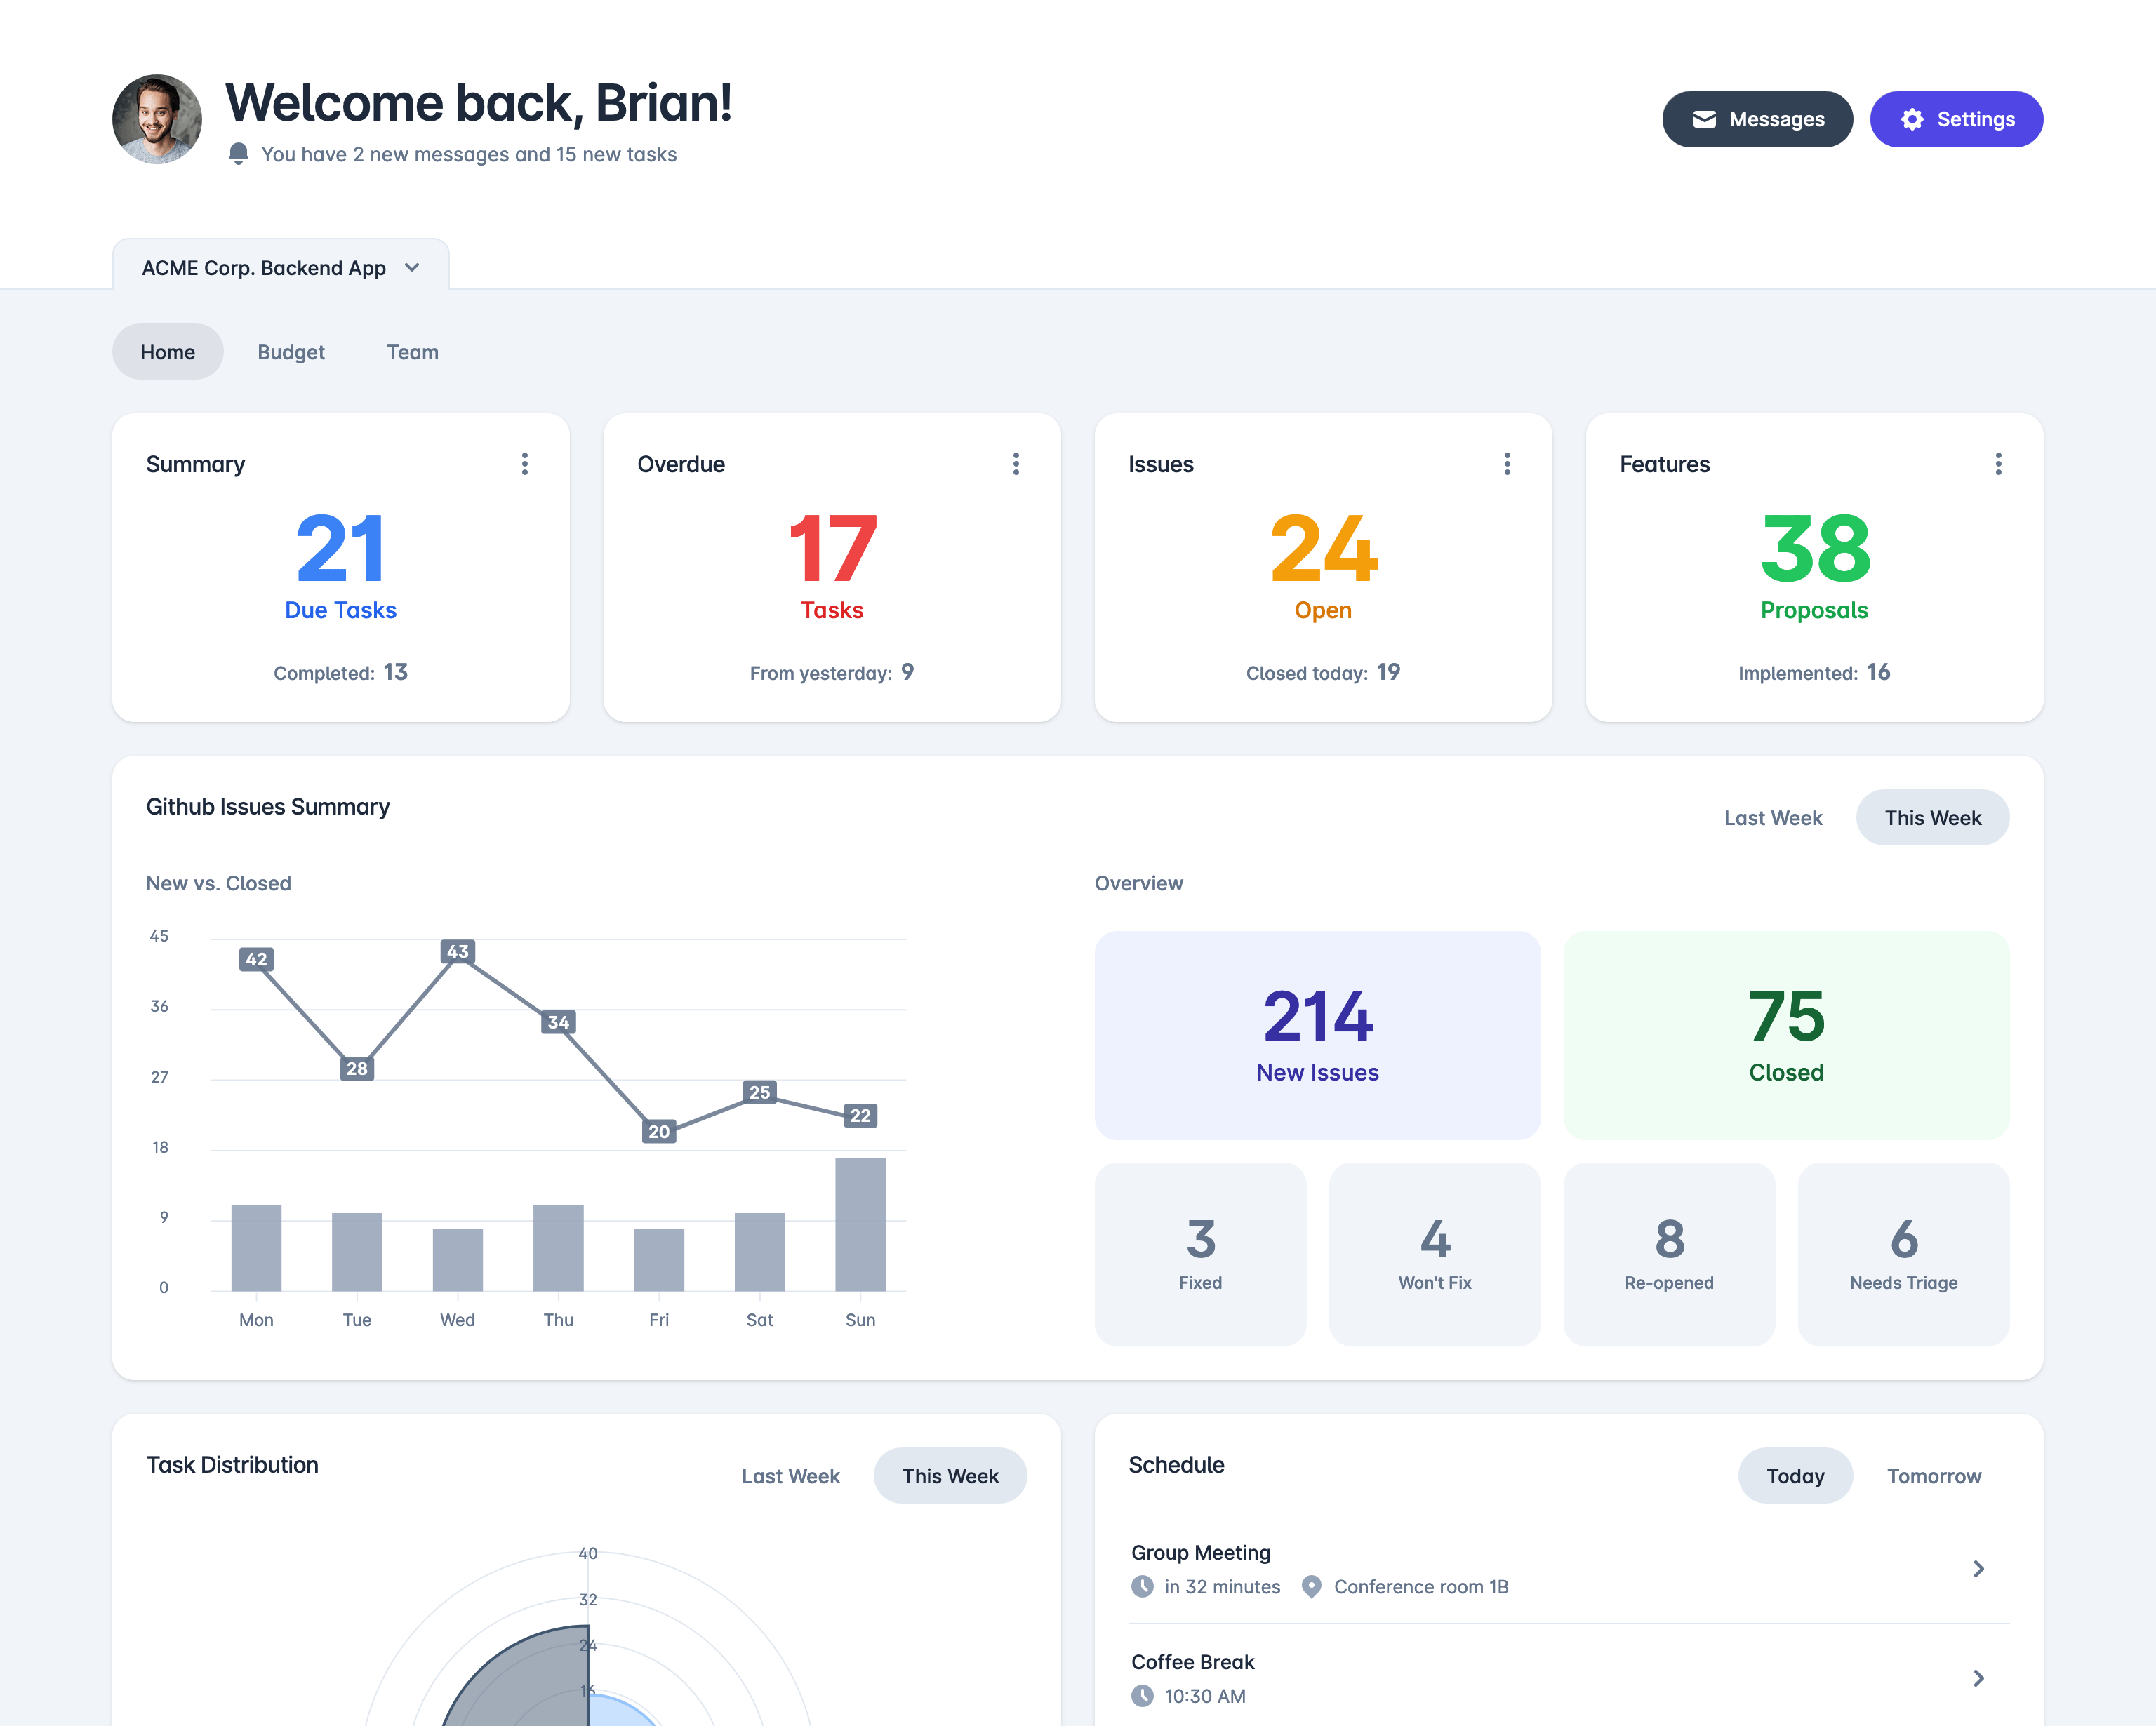 Welcome back, Brian!
You have 2 new messages and 15 new tasks
Messages
Settings
ACME Corp. Backend App
Home
Budget
Team
Summary
21
Due Tasks
Completed: 13
Overdue
17
Tasks
From yesterday: 9
Issues
24
Open
Closed today: 19
Features
38
Proposals
Implemented: 16
Github Issues Summary
Last Week
This Week
New vs. Closed
45
36
27
18
9
0
42
28
43
34
20
25
22
Mon
Tue
Wed
Thu
Fri
Sat
Sun
Overview
214
New Issues
75
Closed
3
Fixed
4
Won't Fix
8
Re-opened
6
Needs Triage
Task Distribution
Last Week
This Week
40
32
24
16
Schedule
Today
Tomorrow
Group Meeting
in 32 minutes
Conference room 1B
Coffee Break
10:30 AM